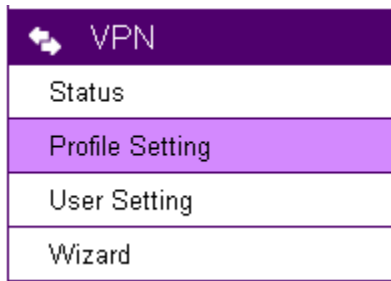 VPN
Status
Profile Setting
User Setting
Wizard